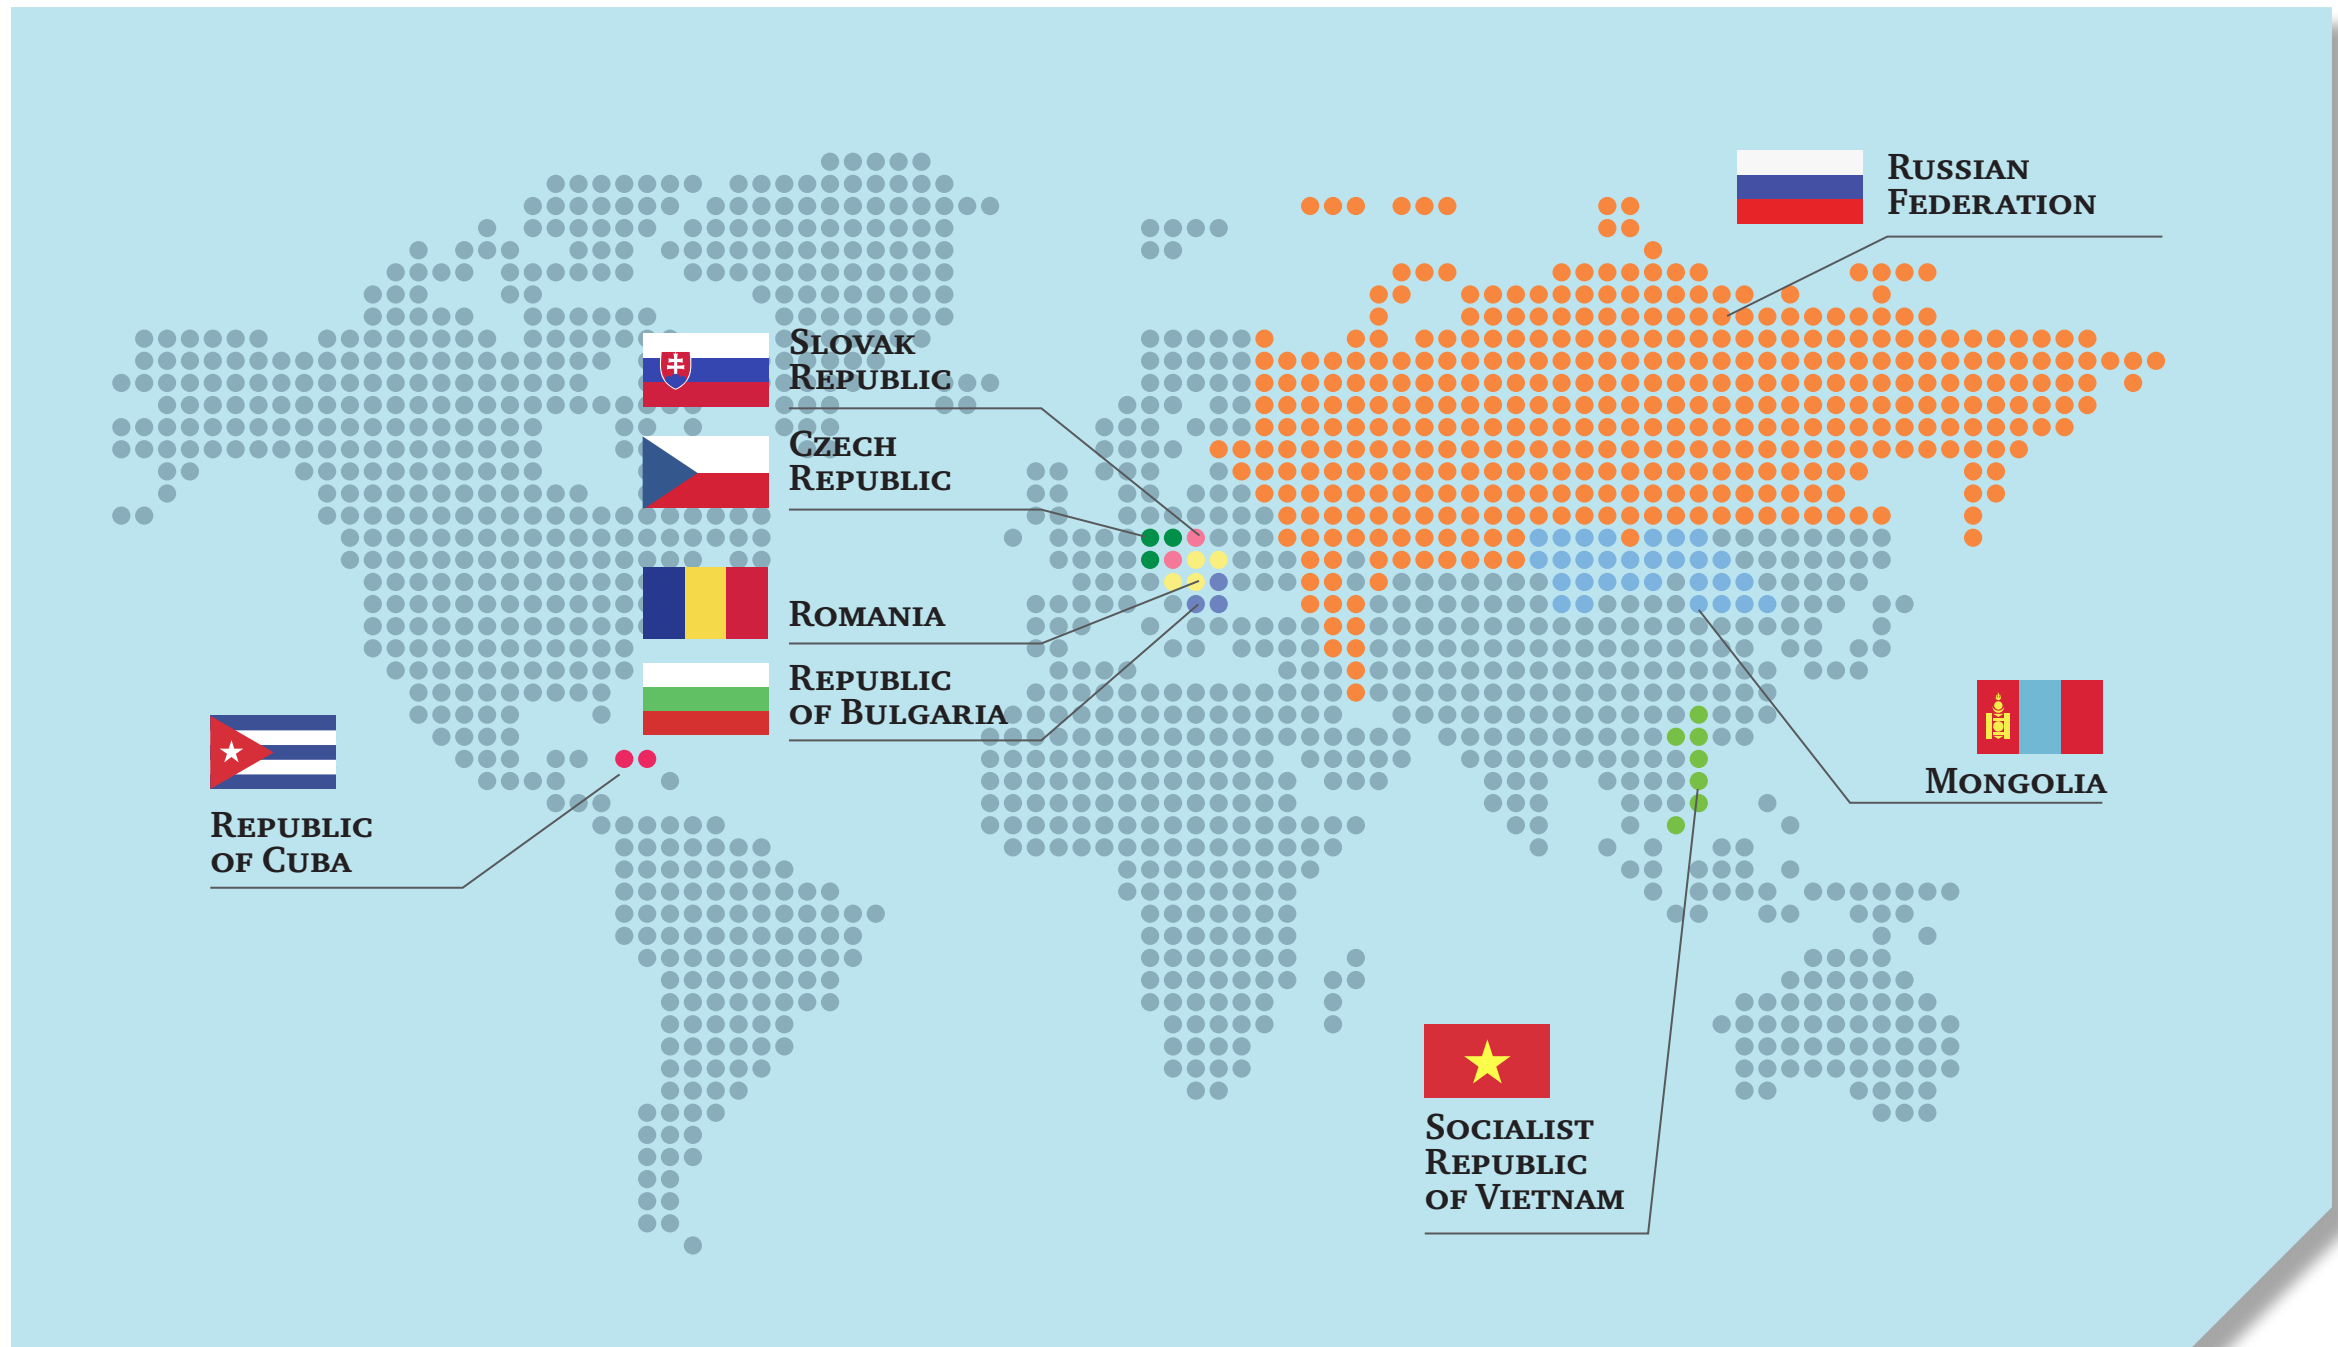 Russian
Federation
Slovak
Republic
Czech
Republic
Romania
Republic
of Bulgaria
Republic
of Cuba
Mongolia
Socialist
Republic
of Vietnam